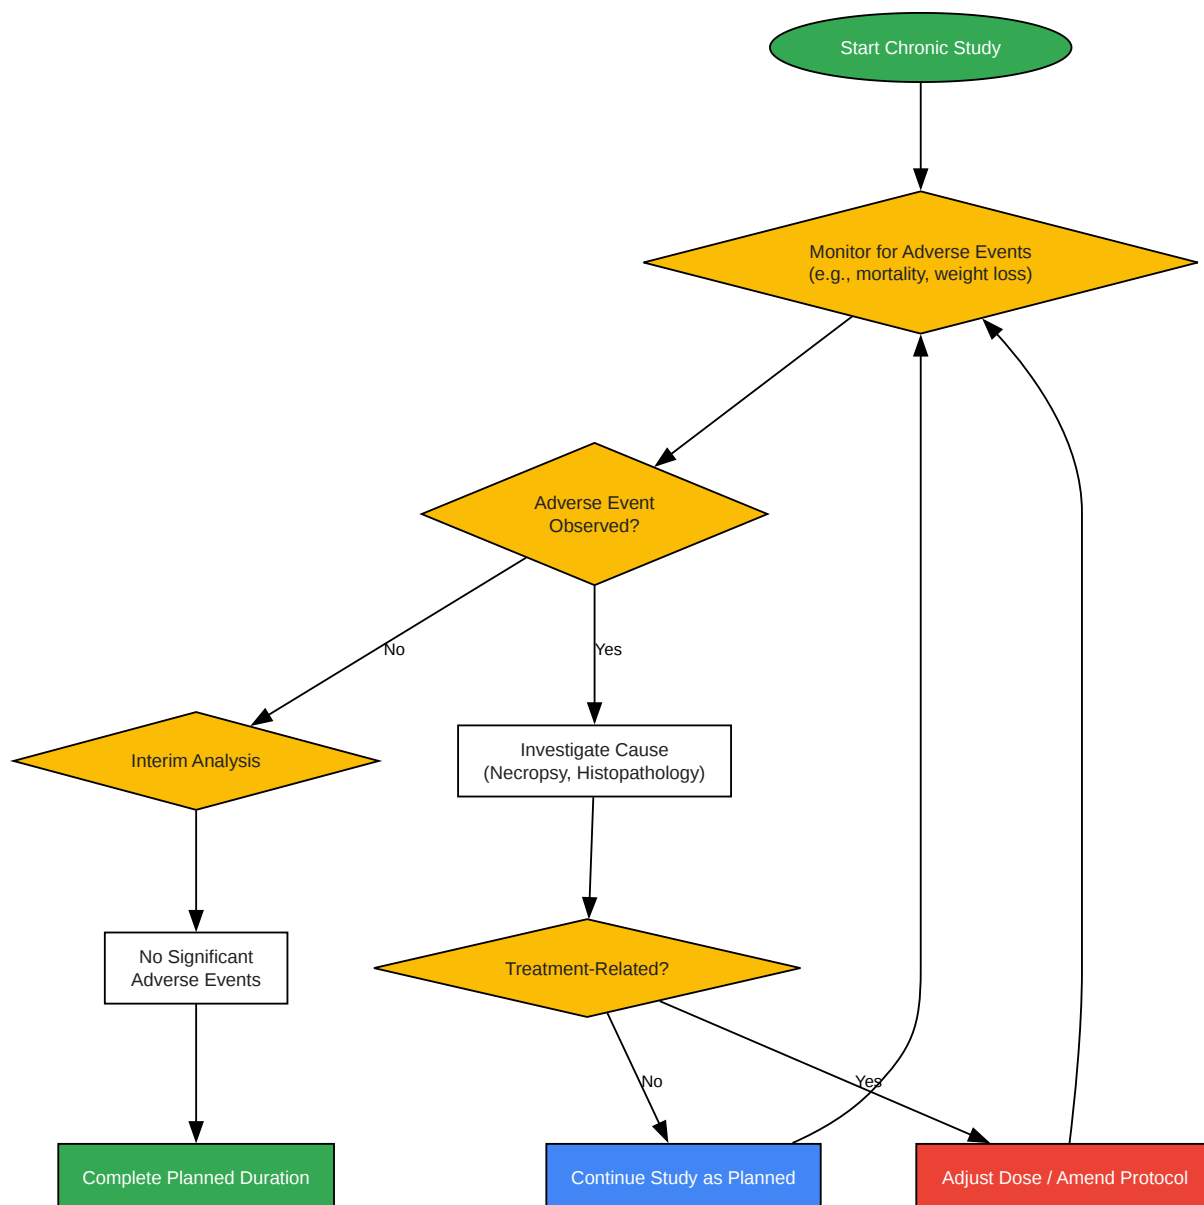 Start Chronic Study
Monitor for Adverse Events
(e.g., mortality, weight loss)
Adverse Event
Observed?
No
Yes
Interim Analysis
Investigate Cause
(Necropsy, Histopathology)
No Significant
Adverse Events
Treatment-Related?
No
Yes
Complete Planned Duration
Continue Study as Planned
Adjust Dose / Amend Protocol